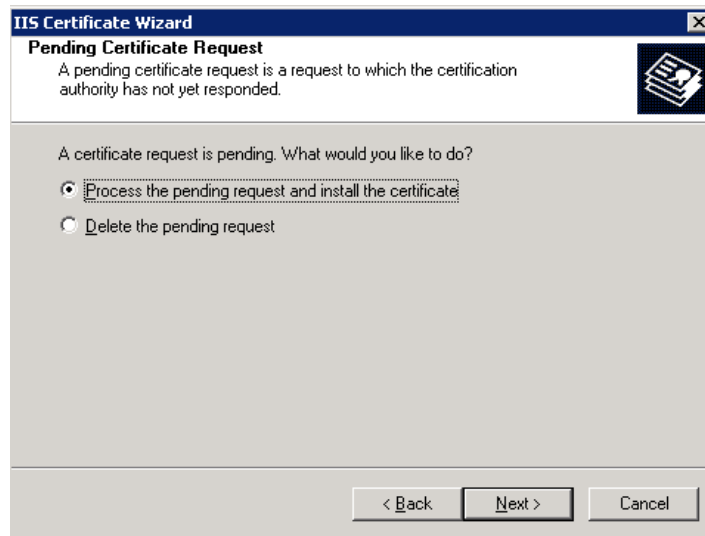 IIS Certificate Wizard
Pending Certificate Request
A pending certificate request is a request to which the certification
authority has not yet responded.
A certificate request is pending. What would you like to do?
Process the pending request and install the certificate
Delete the pending request
< Back Next > Cancel